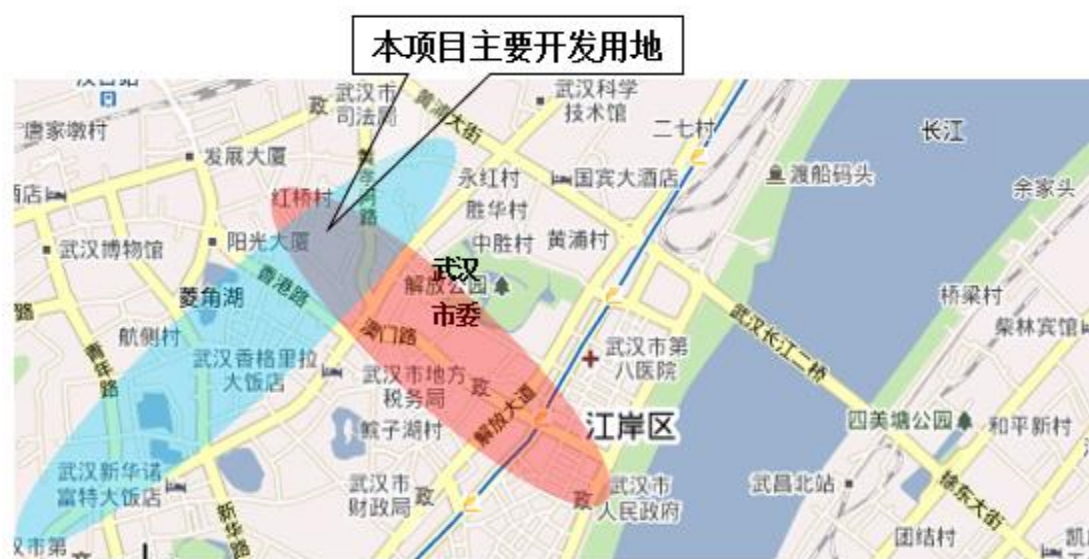 本项目主要开发用地
武汉科学
技术馆
武汉市
司法局
政
黄浦大街
唐家墩村
二七村
长江
发展大厦
永红村
国宾大酒店
渡船码头
余家头
酒店
红桥村
胜华村
武汉博物馆
阳光大厦
中胜村
黄浦村
武汉
市委
解放公园
香港路
菱角湖
桥梁村
路
航侧村
澳门路
武汉长江二桥
柴林宾馆
青年路
武汉香格里拉
大饭店
武汉市地方
税务局
政
武汉市第
八医院
解放大道
江岸区
四美塘公园
和平新村
鲩子湖村
武汉新华诺
富特大饭店
武汉市
财政局
政
政
武汉市
人民政府
武昌北站
徐东大街
新华路
团结村
凯
汉市第